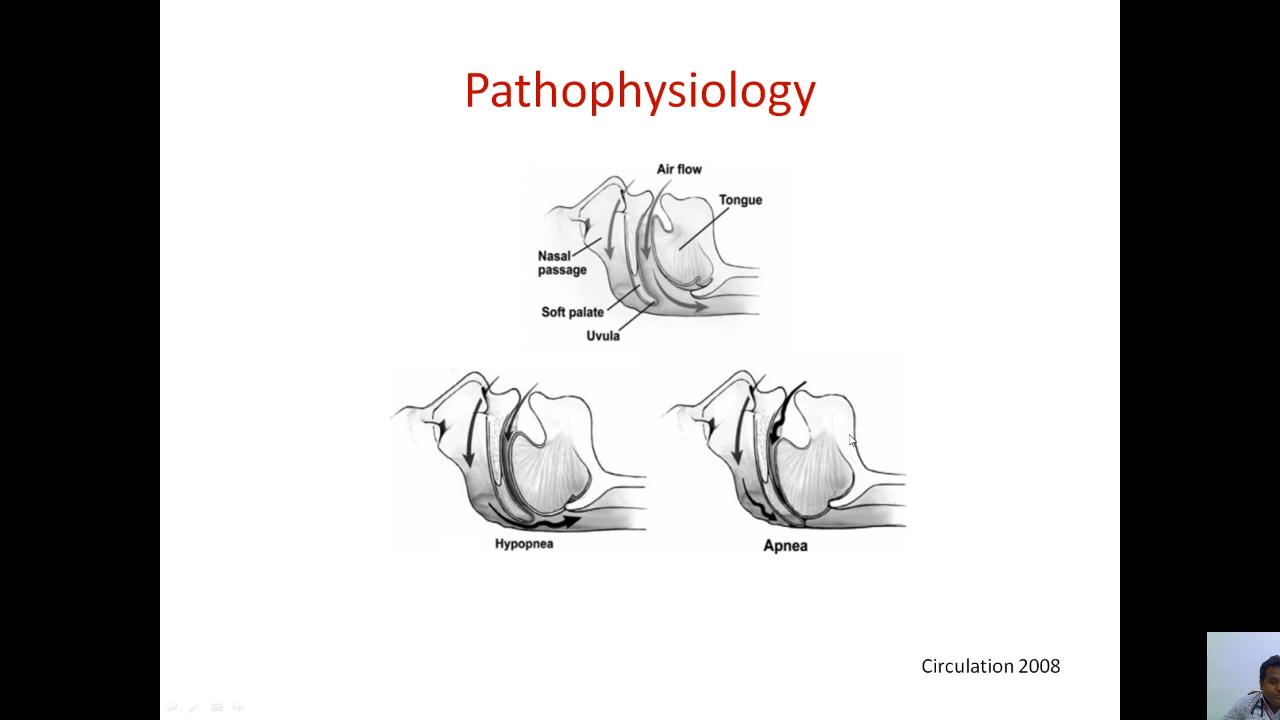 Pathophysiology
Air flow
Tongue
Nasal
passage
Soft palate
Uvula
Hypopnea
Apnea
Circulation 2008